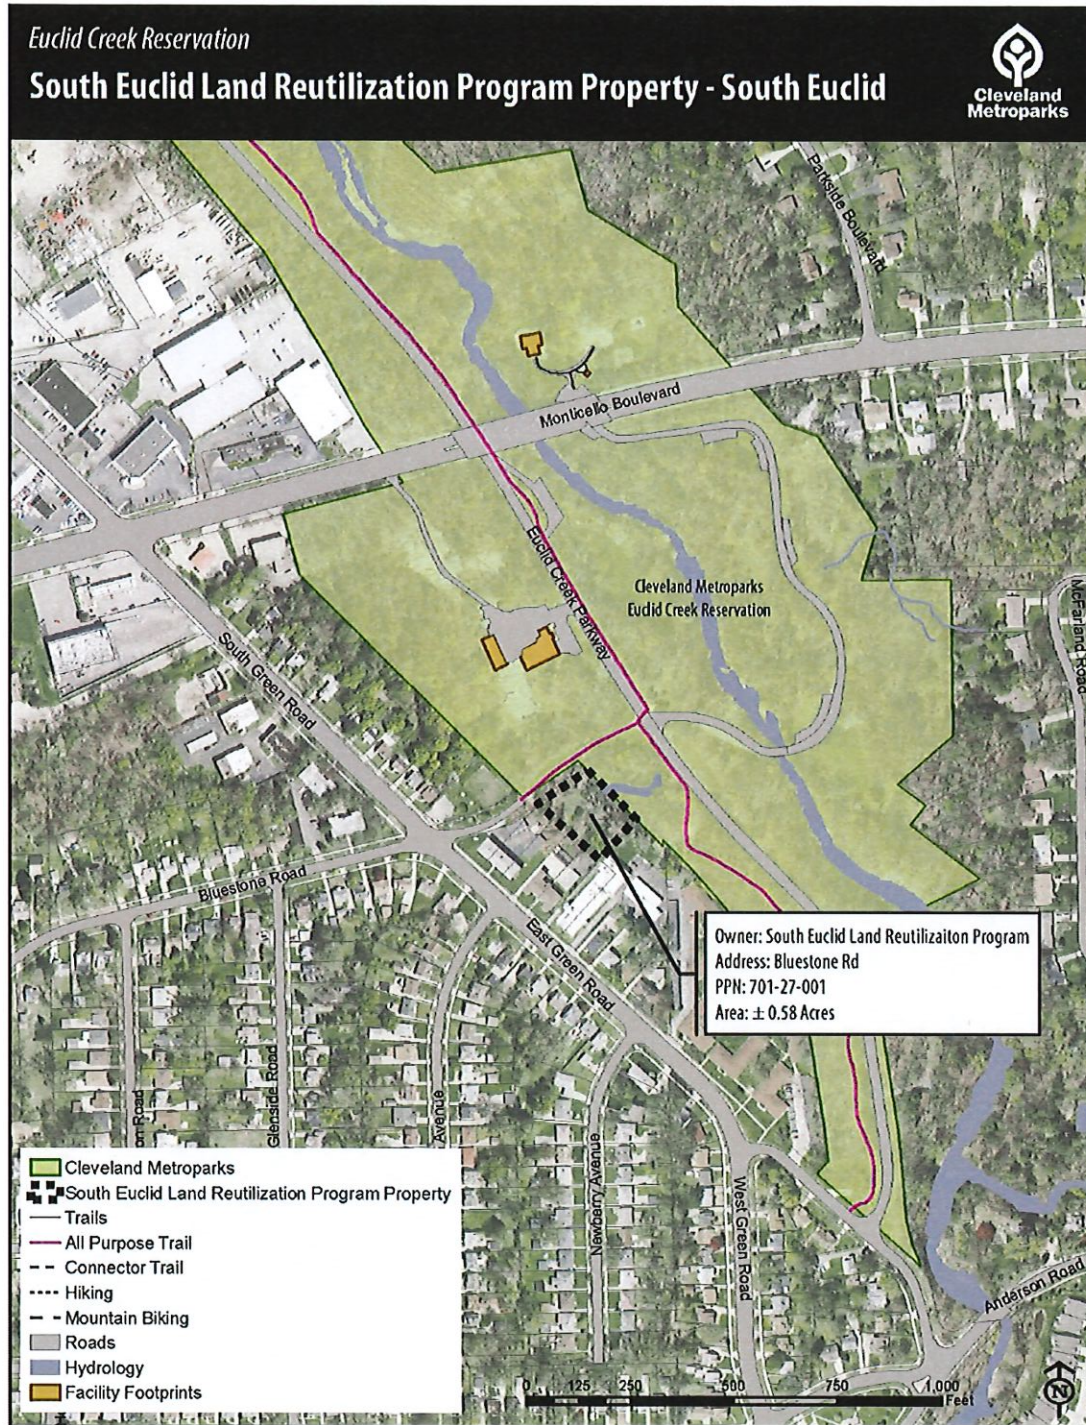 Euclid Creek Reservation
South Euclid Land Reutilization Program Property - South Euclid
Cleveland
Metroparks
Parkside Boulevard
Monticello Boulevard
Euclid Creek Parkway
Cleveland Metroparks
Euclid Creek Reservation
McFarland Road
South Green Road
Bluestone Road
East Green Road
Owner: South Euclid Land Reutilizaiton Program
Address: Bluestone Rd
PPN: 701-27-001
Area: ± 0.58 Acres
om Road
Glenside Road
Avenue
Newberry Avenue
West Green Road
Anderson Road
Cleveland Metroparks
South Euclid Land Reutilization Program Property
Trails
All Purpose Trail
Connector Trail
Hiking
Mountain Biking
Roads
Hydrology
Facility Footprints
0 125 250 500 750 1,000
Feet
N